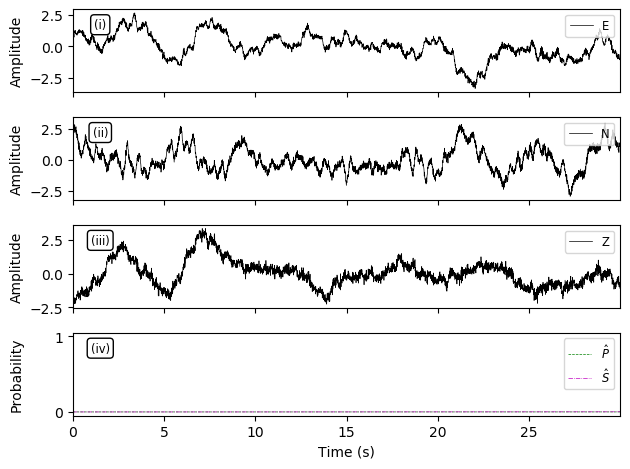 2.5
0.0
−2.5
Amplitude
(i)
E
2.5
0.0
−2.5
Amplitude
(ii)
N
2.5
0.0
−2.5
Amplitude
(iii)
Z
1
0
Probability
(iv)
P̂
Ŝ
0 5 10 15 20 25
Time (s)